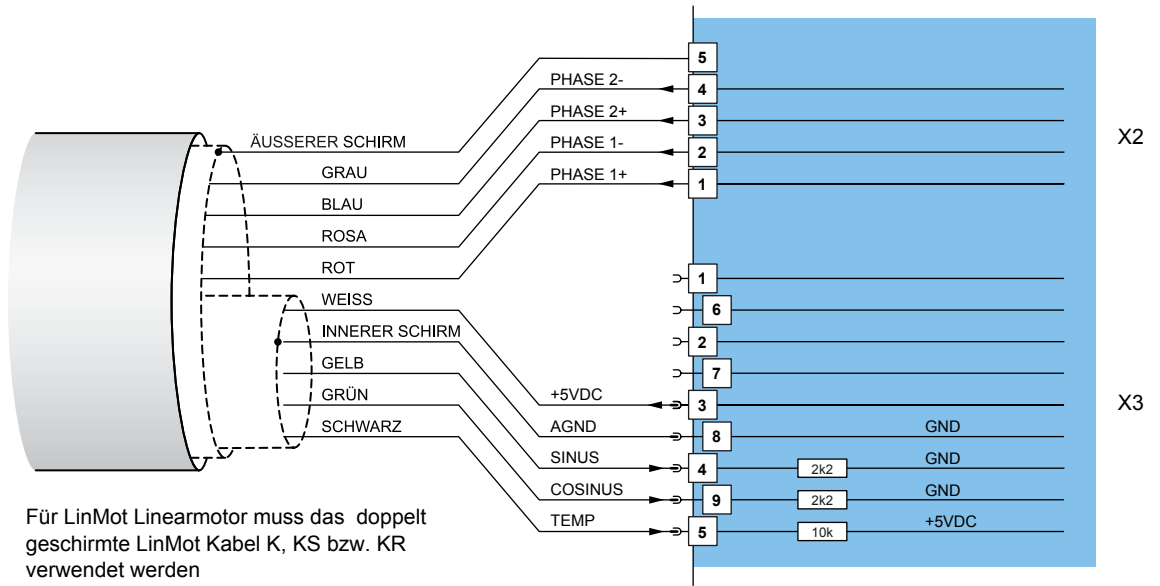 5
PHASE 2-
4
PHASE 2+
3
X2
ÄUSSERER SCHIRM
PHASE 1-
2
GRAU
PHASE 1+
1
BLAU
ROSA
ROT
1
WEISS
6
INNERER SCHIRM
2
GELB
7
GRÜN
+5VDC
3
X3
SCHWARZ
AGND
8
GND
SINUS
4
2k2
GND
COSINUS
9
2k2
GND
TEMP
5
10k
+5VDC
Für LinMot Linearmotor muss das doppelt
geschirmte LinMot Kabel K, KS bzw. KR
verwendet werden